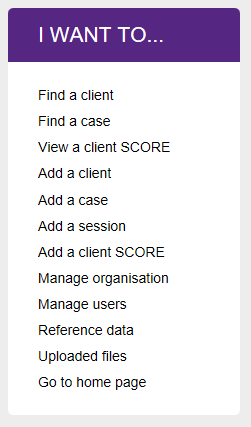 I WANT TO...
Find a client
Find a case
View a client SCORE
Add a client
Add a case
Add a session
Add a client SCORE
Manage organisation
Manage users
Reference data
Uploaded files
Go to home page